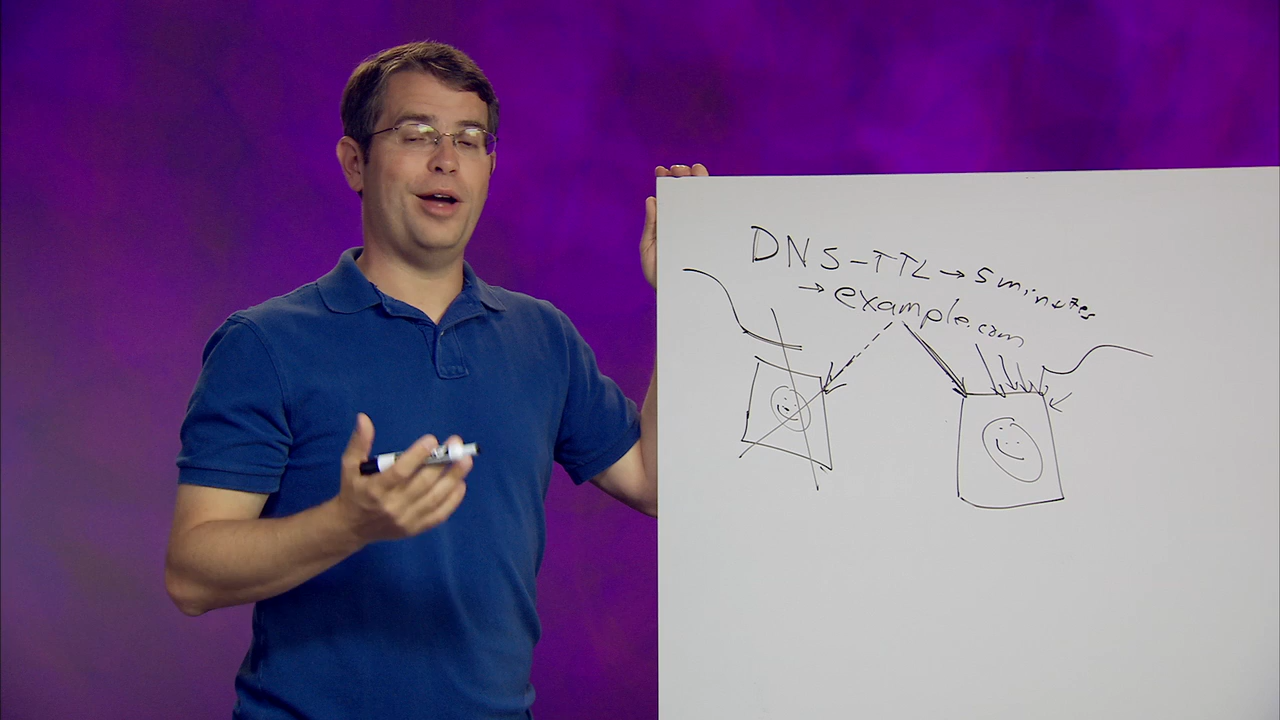 DNS-TTL → 5 minutes
→ example.com